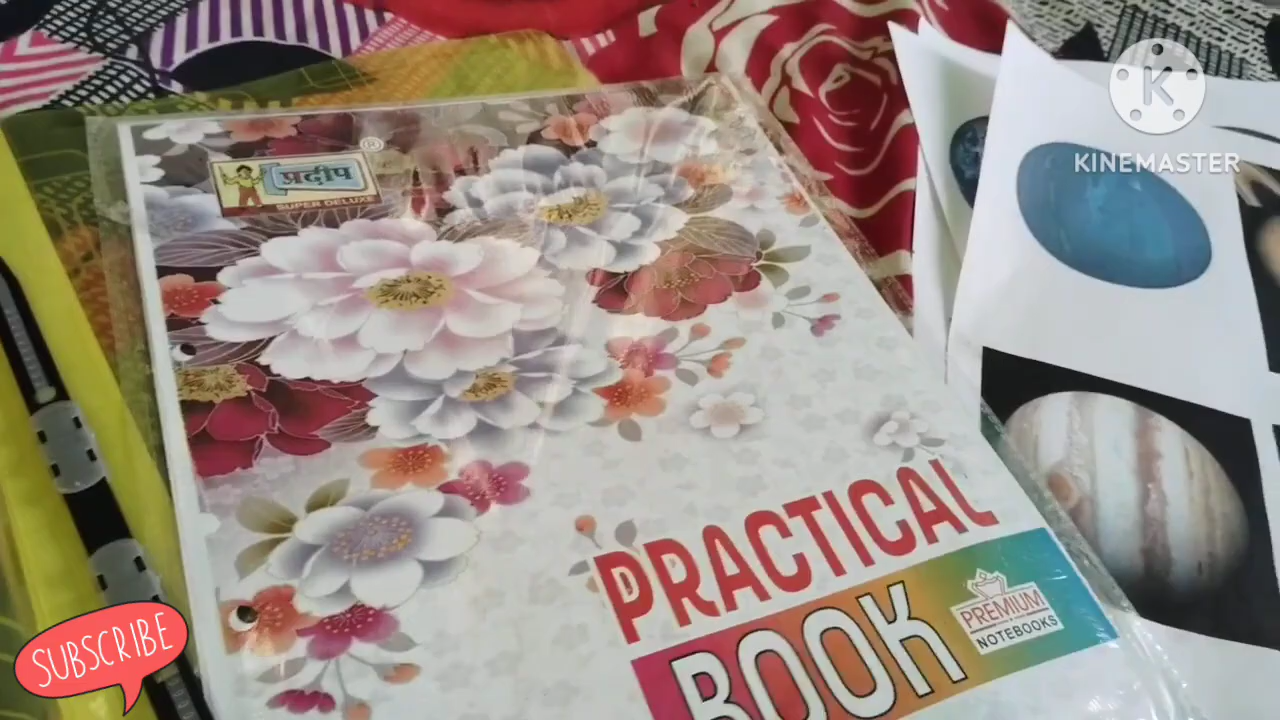 प्रदीप
®
SUPER DELUXE
PRACTICAL
BOOK
PREMIUM
NOTEBOOKS
K
KINEMASTER
SUBSCRIBE